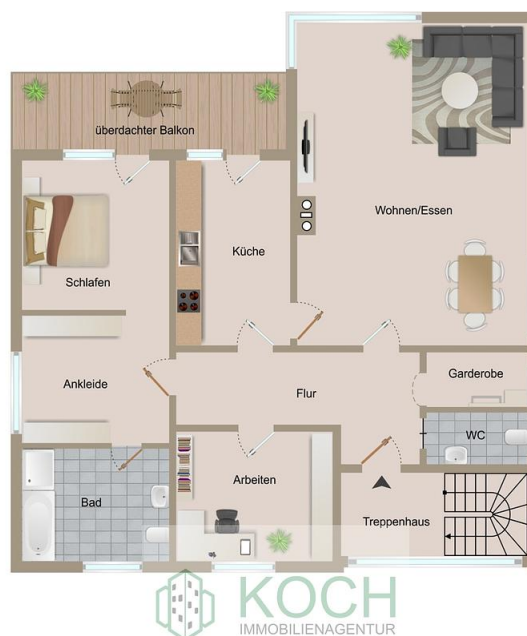 überdachter Balkon
Wohnen/Essen
Küche
Schlafen
Ankleide
Garderobe
Flur
WC
Arbeiten
Bad
Treppenhaus
KOCH
IMMOBILIENAGENTUR